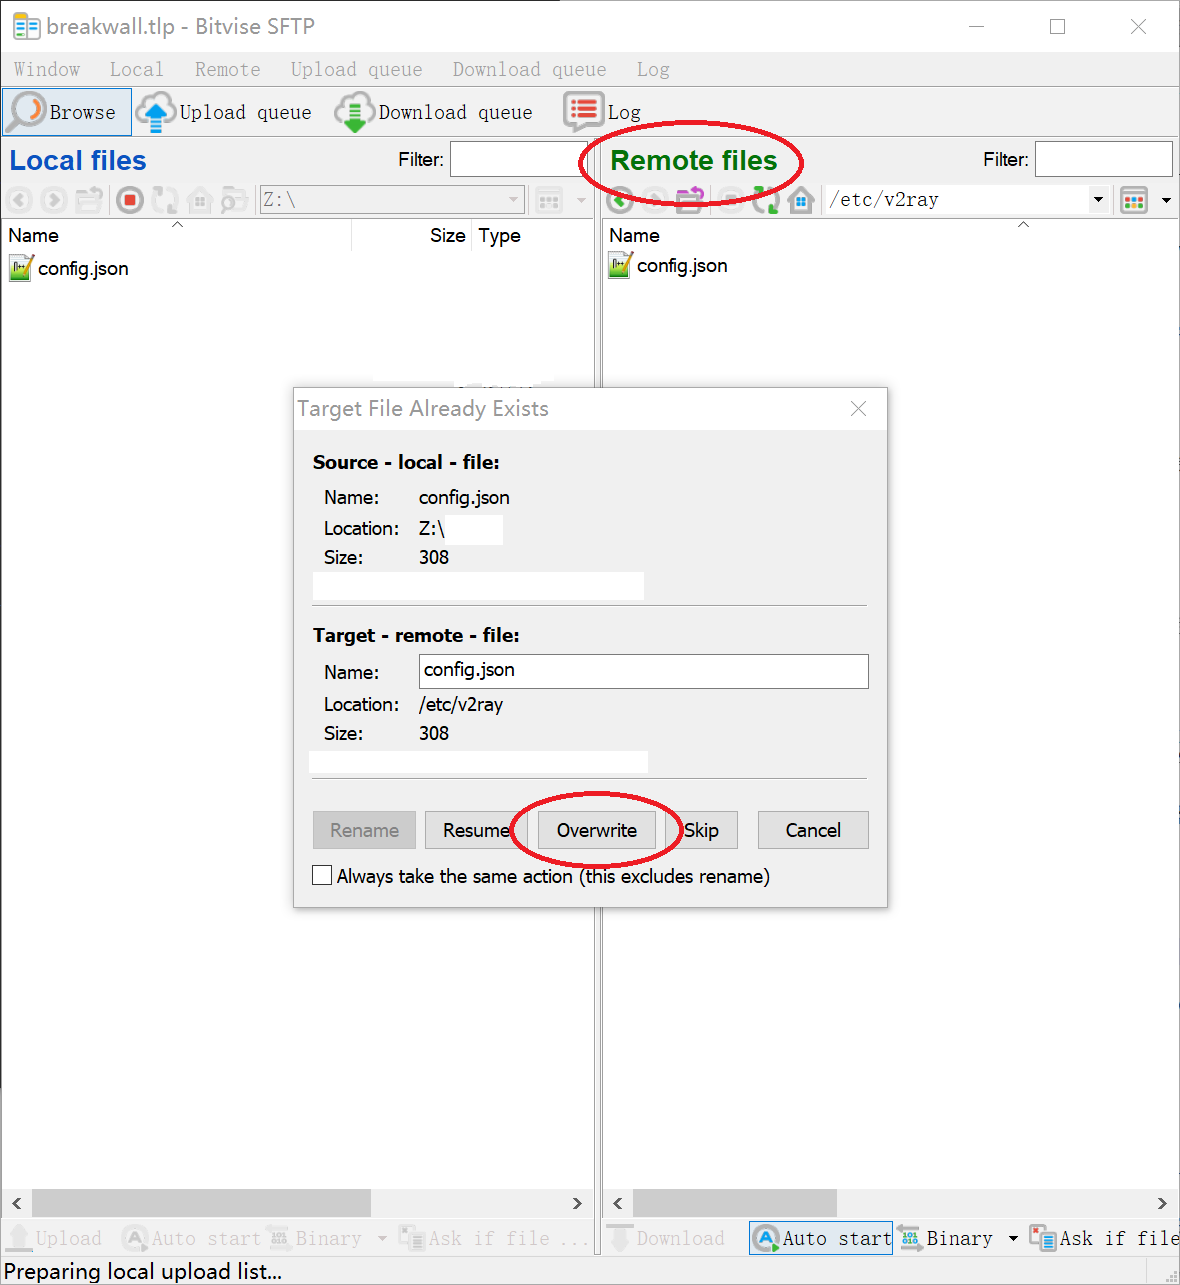 breakwall.tlp - Bitvise SFTP
Window Local Remote Upload queue Download queue Log
Browse Upload queue Download queue Log
Local files Filter: Remote files Filter:
Z:\ /etc/v2ray
Name Size Type Name
config.json config.json
Target File Already Exists
Source - local - file:
Name: config.json
Location: Z:\
Size: 308
Target - remote - file:
Name: config.json
Location: /etc/v2ray
Size: 308
Rename Resume Overwrite Skip Cancel
Always take the same action (this excludes rename)
Upload Auto start Binary Ask if file ... Download Auto start Binary Ask if file
Preparing local upload list...